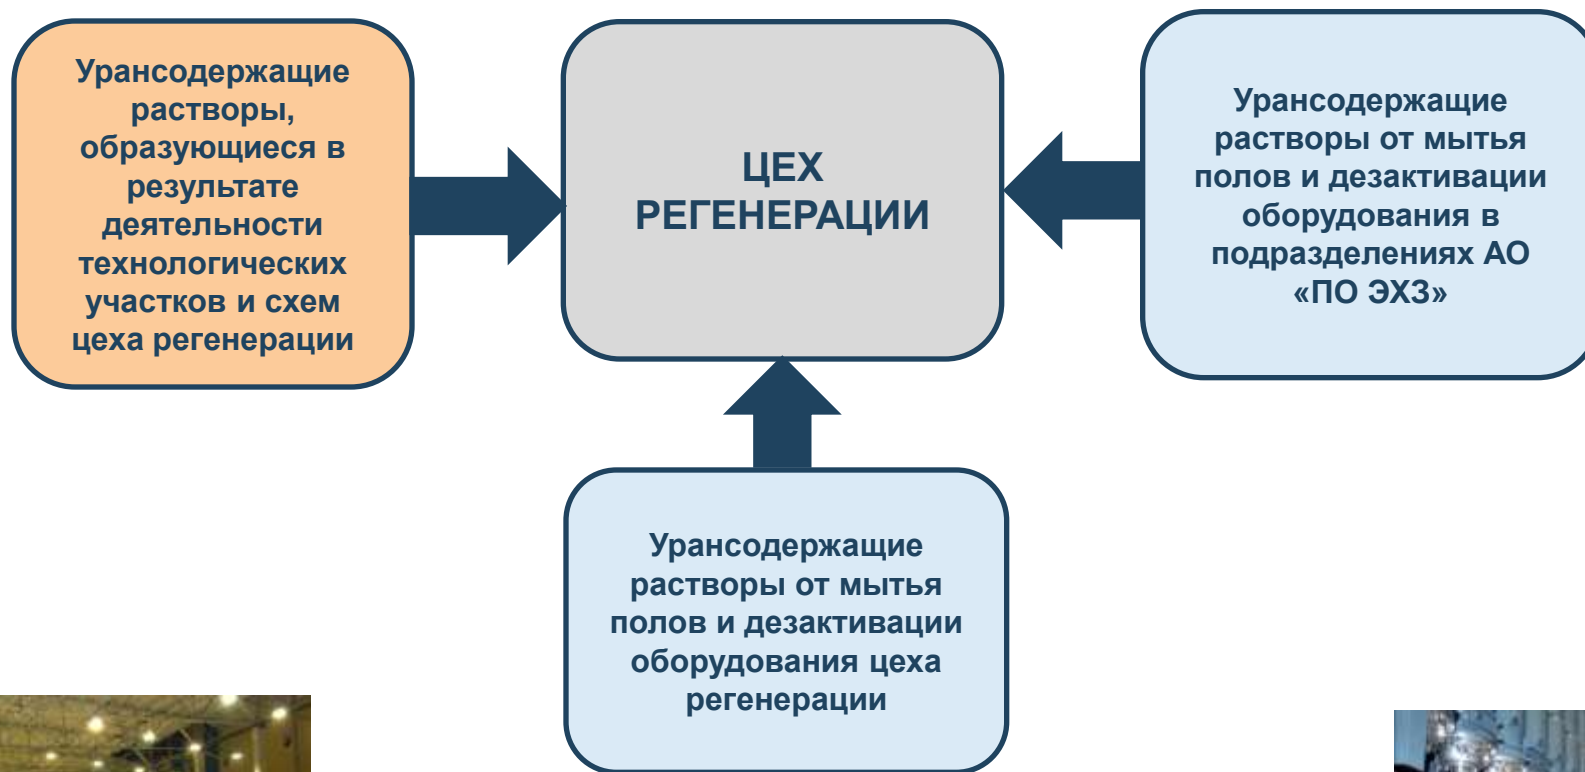 Урансодержащие
растворы,
образующиеся в
результате
деятельности
технологических
участков и схем
цеха регенерации
ЦЕХ
РЕГЕНЕРАЦИИ
Урансодержащие
растворы от мытья
полов и дезактивации
оборудования в
подразделениях АО
«ПО ЭХЗ»
Урансодержащие
растворы от мытья
полов и дезактивации
оборудования цеха
регенерации